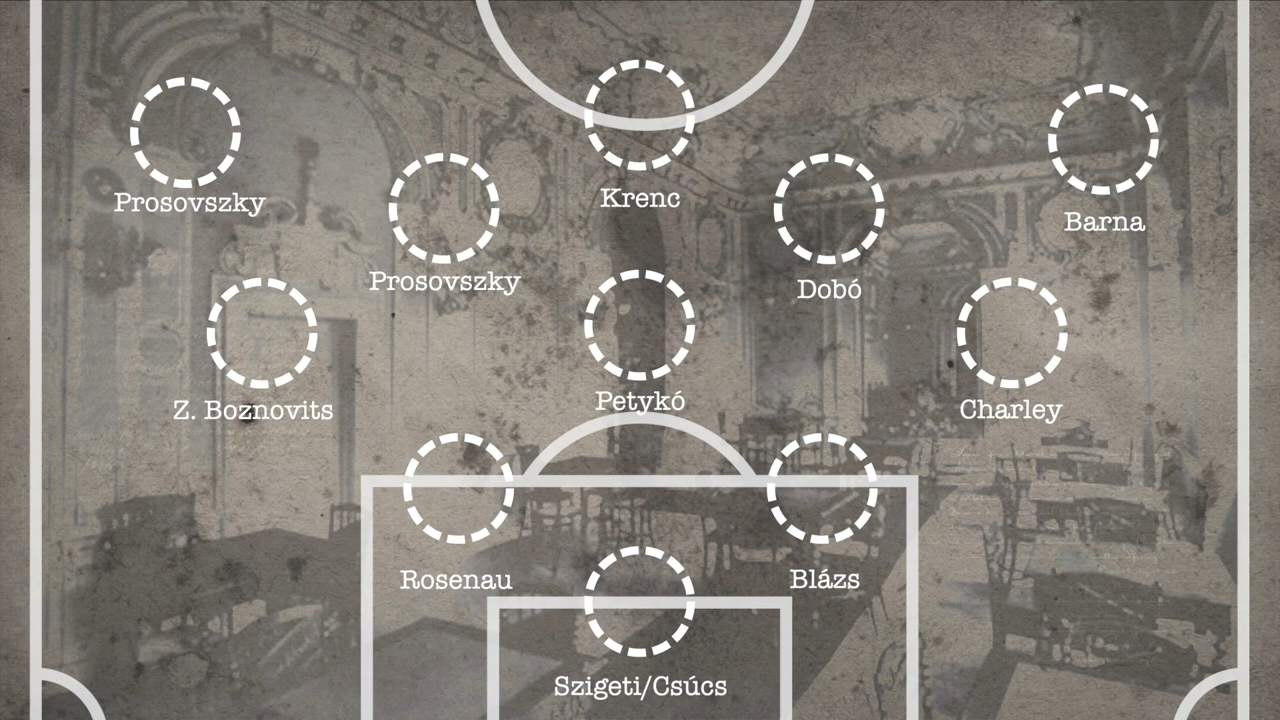 Krenc
Prosovszky
Barna
Prosovszky
Dobó
Z. Boznovits
Petykó
Charley
Rosenau
Blázs
Szigeti/Csúcs